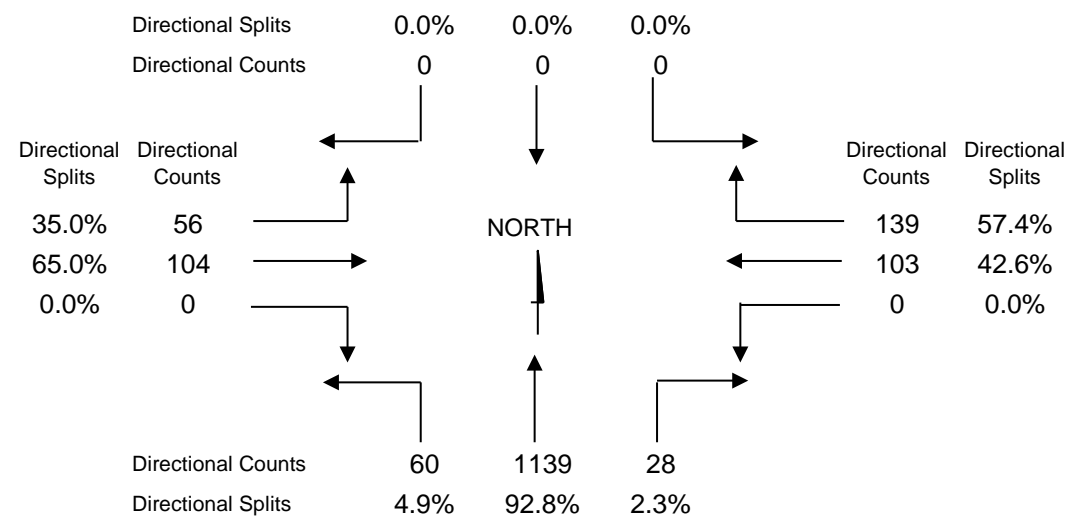 Directional Splits 0.0% 0.0% 0.0%
Directional Counts 0 0 0
Directional Directional Directional Directional
Splits Counts Counts Splits
35.0% 56 NORTH 139 57.4%
65.0% 104 103 42.6%
0.0% 0 0 0.0%
Directional Counts 60 1139 28
Directional Splits 4.9% 92.8% 2.3%